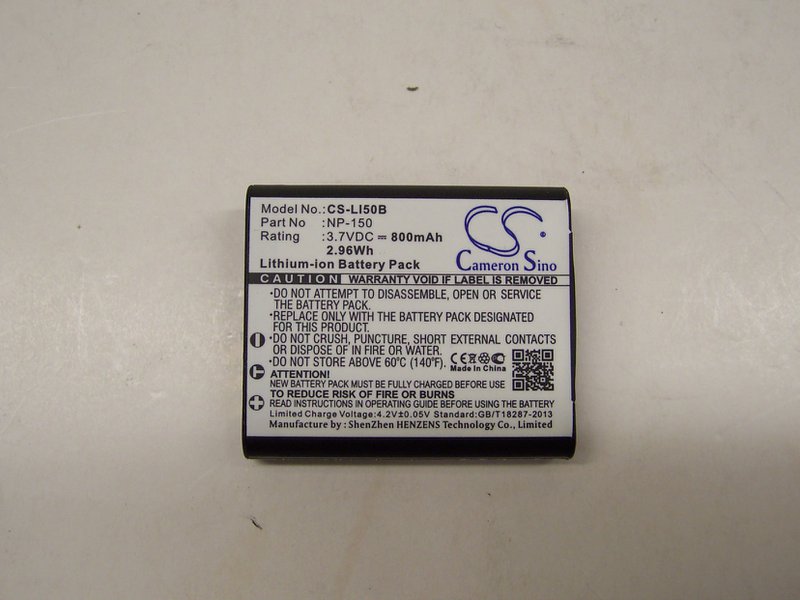 Model No.: CS-LI50B
Part No : NP-150
Rating : 3.7VDC ⎓ 800mAh
2.96Wh
Lithium-ion Battery Pack
CS
Cameron Sino
CAUTION WARRANTY VOID IF LABEL IS REMOVED
•DO NOT ATTEMPT TO DISASSEMBLE, OPEN OR SERVICE
THE BATTERY PACK.
•REPLACE ONLY WITH THE BATTERY PACK DESIGNATED
FOR THIS PRODUCT.
•DO NOT CRUSH, PUNCTURE, SHORT EXTERNAL CONTACTS
OR DISPOSE OF IN FIRE OR WATER.
•DO NOT STORE ABOVE 60°C (140°F).
CE FC
Made In China
ATTENTION!
NEW BATTERY PACK MUST BE FULLY CHARGED BEFORE USE
TO REDUCE RISK OF FIRE OR BURNS
READ INSTRUCTIONS GUIDE BEFORE USING THIS BATTERY PACK
Limited Charge Voltage:4.2V±0.05V Standard:GB/T18287-2013
Manufacture by : ShenZhen HENZENS Technology Co., Limited